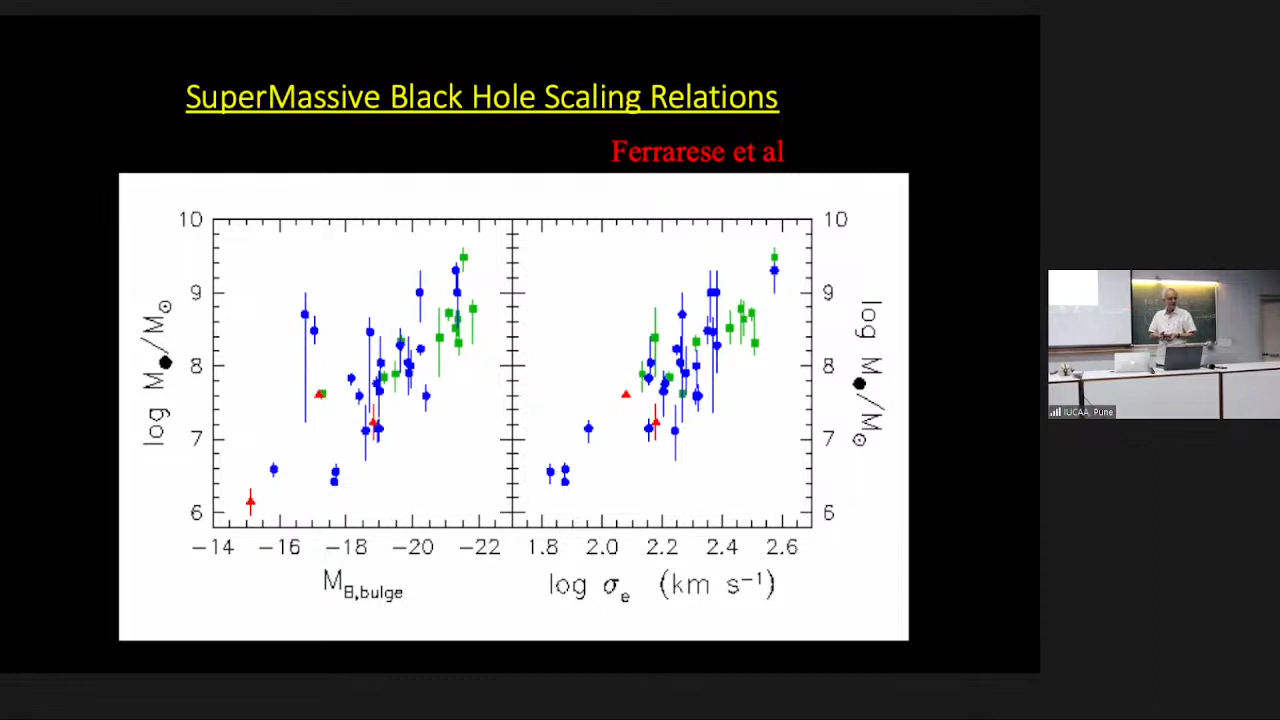 SuperMassive Black Hole Scaling Relations
Ferrarese et al
10
9
8
7
6
log M●/M☉
−14 −16 −18 −20 −22
M_B,bulge
1.8 2.0 2.2 2.4 2.6
log σ_e (km s⁻¹)
10
9
8
7
6
log M●/M☉
IUCAA, Pune